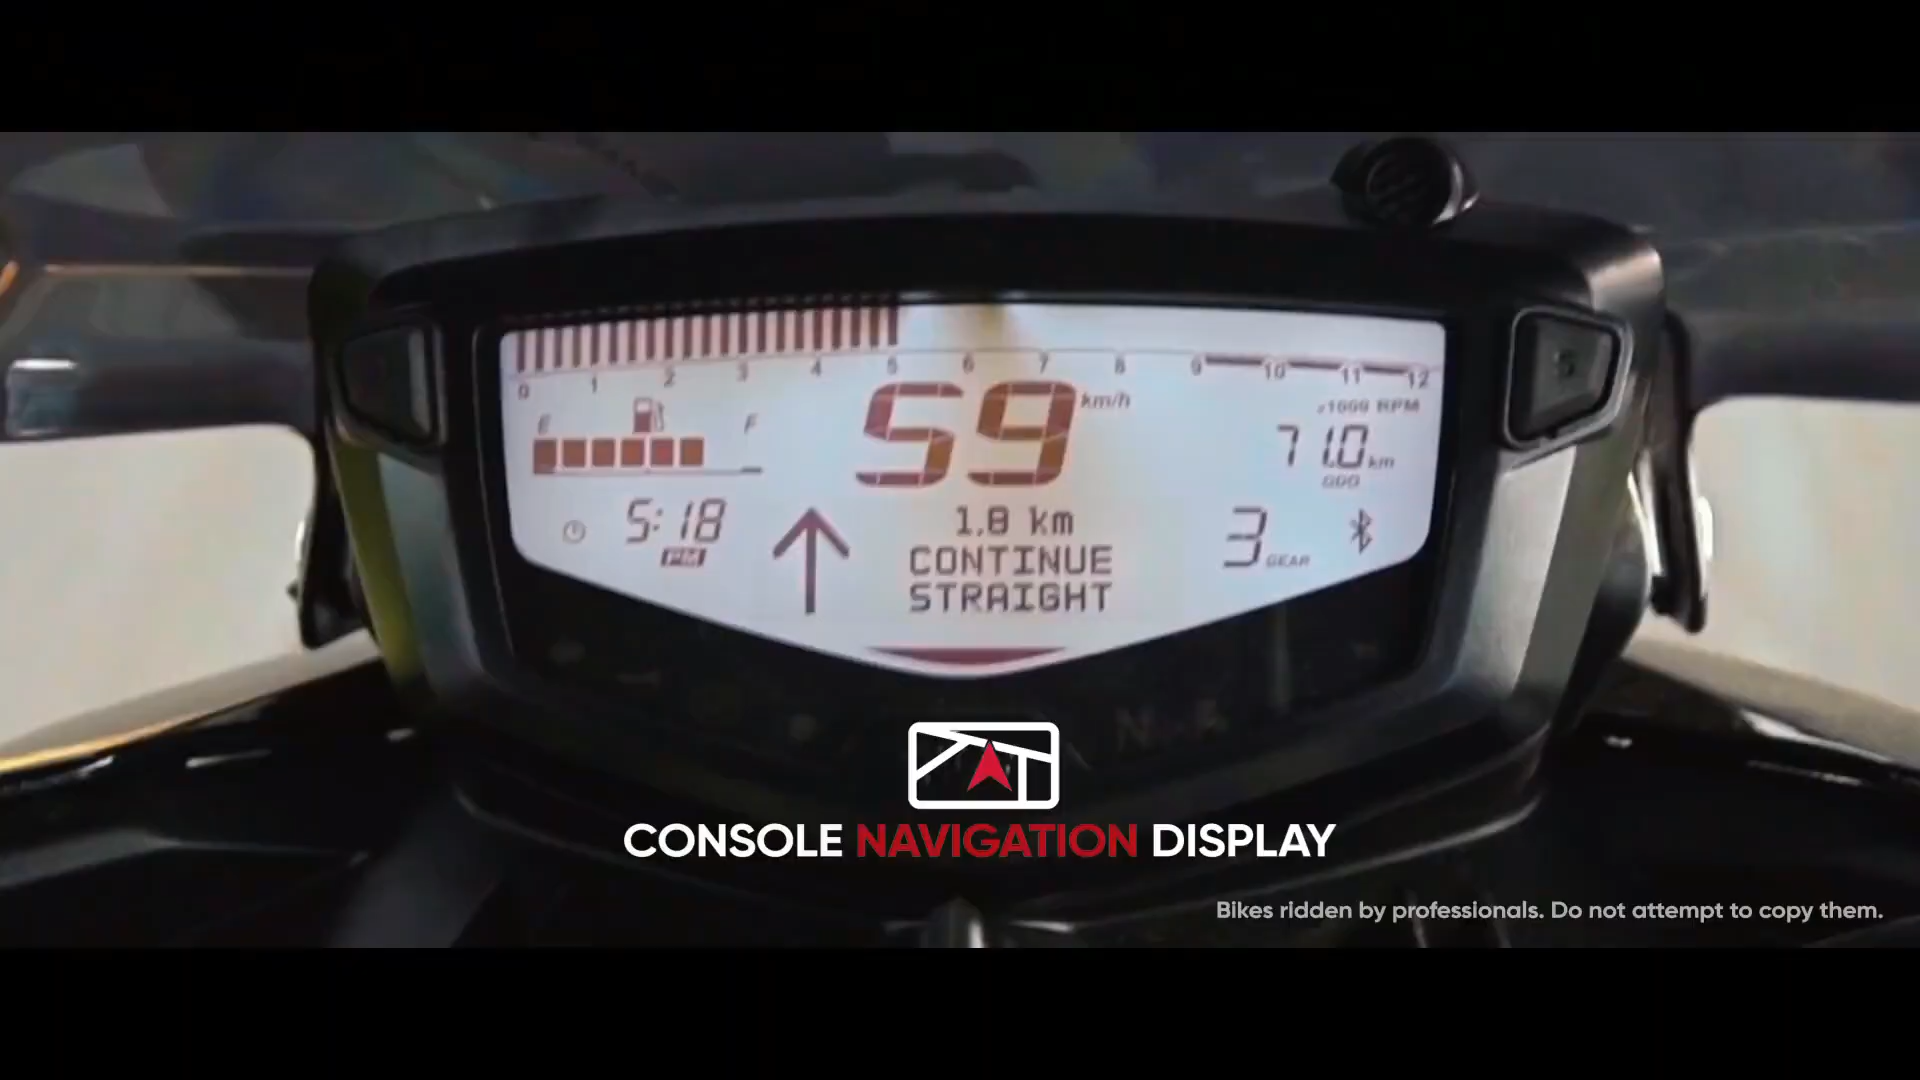 0 1 2 3 4 5 6 7 8 9 10 11 12
x1000 RPM
E F
59 km/h
71.0 km
ODO
5:18
PM
1.8 km
CONTINUE
STRAIGHT
3 GEAR
N
CONSOLE NAVIGATION DISPLAY
Bikes ridden by professionals. Do not attempt to copy them.